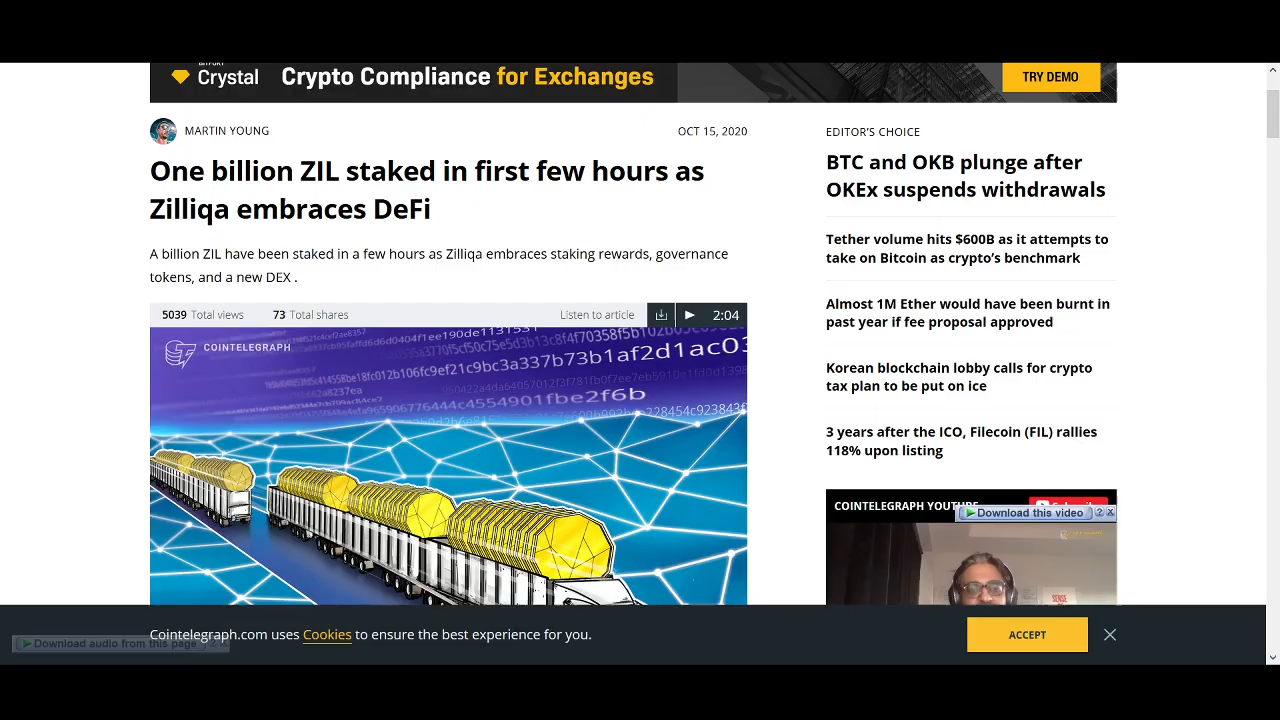 Crystal
Crypto Compliance for Exchanges
TRY DEMO
MARTIN YOUNG
OCT 15, 2020
One billion ZIL staked in first few hours as
Zilliqa embraces DeFi
A billion ZIL have been staked in a few hours as Zilliqa embraces staking rewards, governance
tokens, and a new DEX .
5039 Total views
73 Total shares
Listen to article
2:04
COINTELEGRAPH
EDITOR'S CHOICE
BTC and OKB plunge after
OKEx suspends withdrawals
Tether volume hits $600B as it attempts to
take on Bitcoin as crypto’s benchmark
Almost 1M Ether would have been burnt in
past year if fee proposal approved
Korean blockchain lobby calls for crypto
tax plan to be put on ice
3 years after the ICO, Filecoin (FIL) rallies
118% upon listing
COINTELEGRAPH YOUTUBE
Download this video
Cointelegraph.com uses Cookies to ensure the best experience for you.
ACCEPT
Download audio from this page